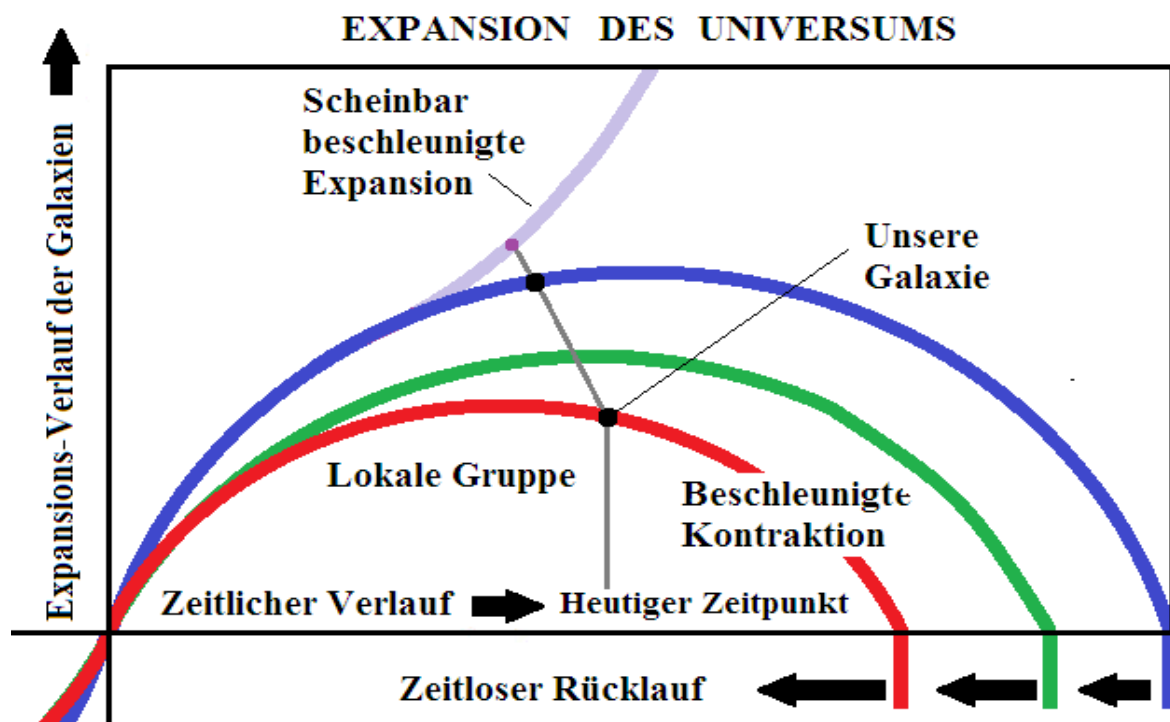 EXPANSION DES UNIVERSUMS
Expansions-Verlauf der Galaxien
Scheinbar
beschleunigte
Expansion
Unsere
Galaxie
Lokale Gruppe
Beschleunigte
Kontraktion
Zeitlicher Verlauf
Heutiger Zeitpunkt
Zeitloser Rücklauf